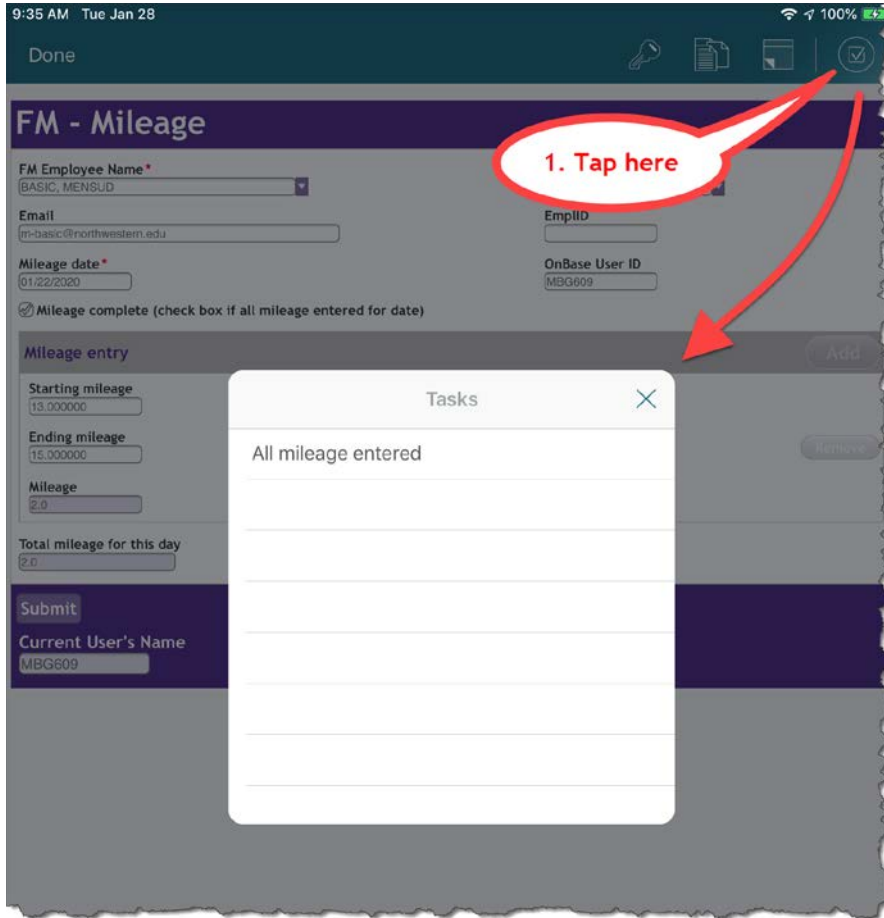 9:35 AM Tue Jan 28
100%
Done
FM - Mileage
1. Tap here
FM Employee Name*
BASIC, MENSUD
Email
EmplID
m-basic@northwestern.edu
Mileage date*
OnBase User ID
01/22/2020
MBG609
Mileage complete (check box if all mileage entered for date)
Mileage entry
Add
Starting mileage
13.000000
Tasks
Ending mileage
15.000000
All mileage entered
Remove
Mileage
2.0
Total mileage for this day
2.0
Submit
Current User's Name
MBG609